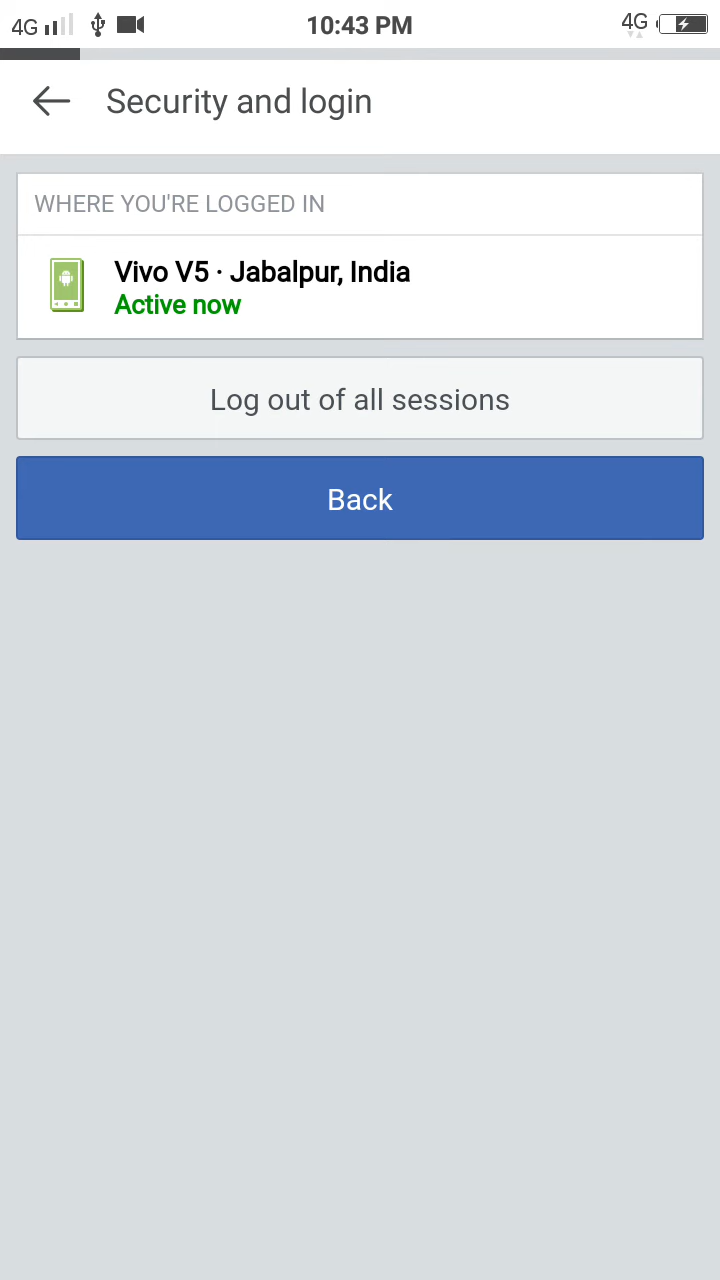 4G 10:43 PM 4G
Security and login
WHERE YOU'RE LOGGED IN
Vivo V5 · Jabalpur, India
Active now
Log out of all sessions
Back